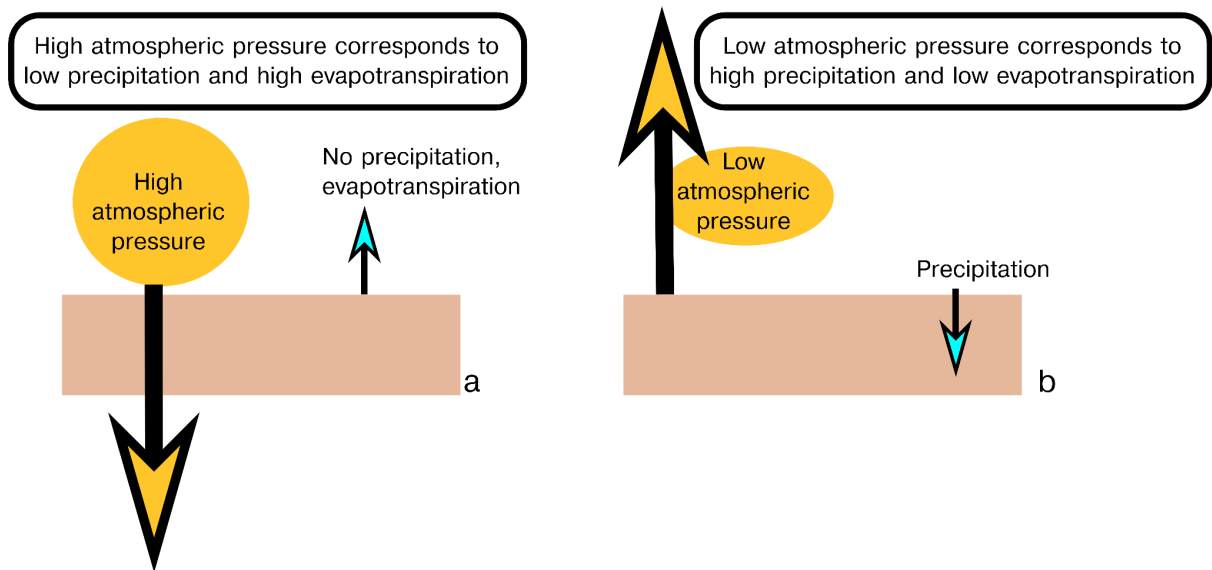 High atmospheric pressure corresponds to
low precipitation and high evapotranspiration
High
atmospheric
pressure
No precipitation,
evapotranspiration
a
Low atmospheric pressure corresponds to
high precipitation and low evapotranspiration
Low
atmospheric
pressure
Precipitation
b